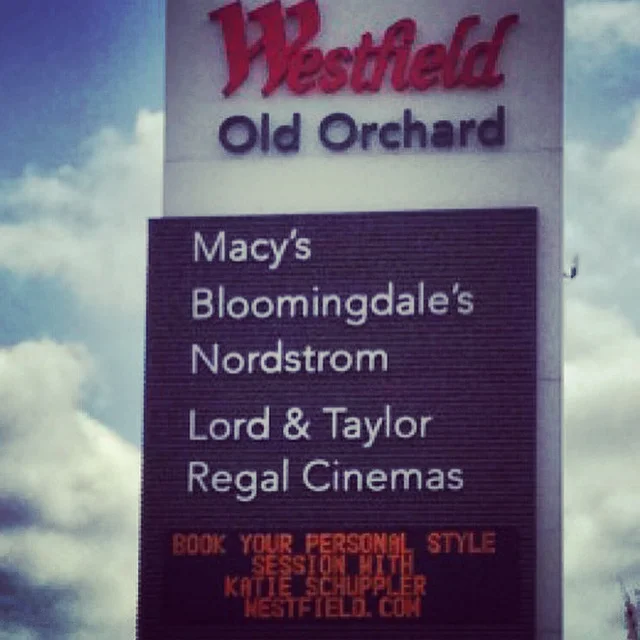 Westfield
Old Orchard
Macy's
Bloomingdale's
Nordstrom
Lord & Taylor
Regal Cinemas
BOOK YOUR PERSONAL STYLE
SESSION WITH
KATIE SCHUPPLER
WESTFIELD.COM